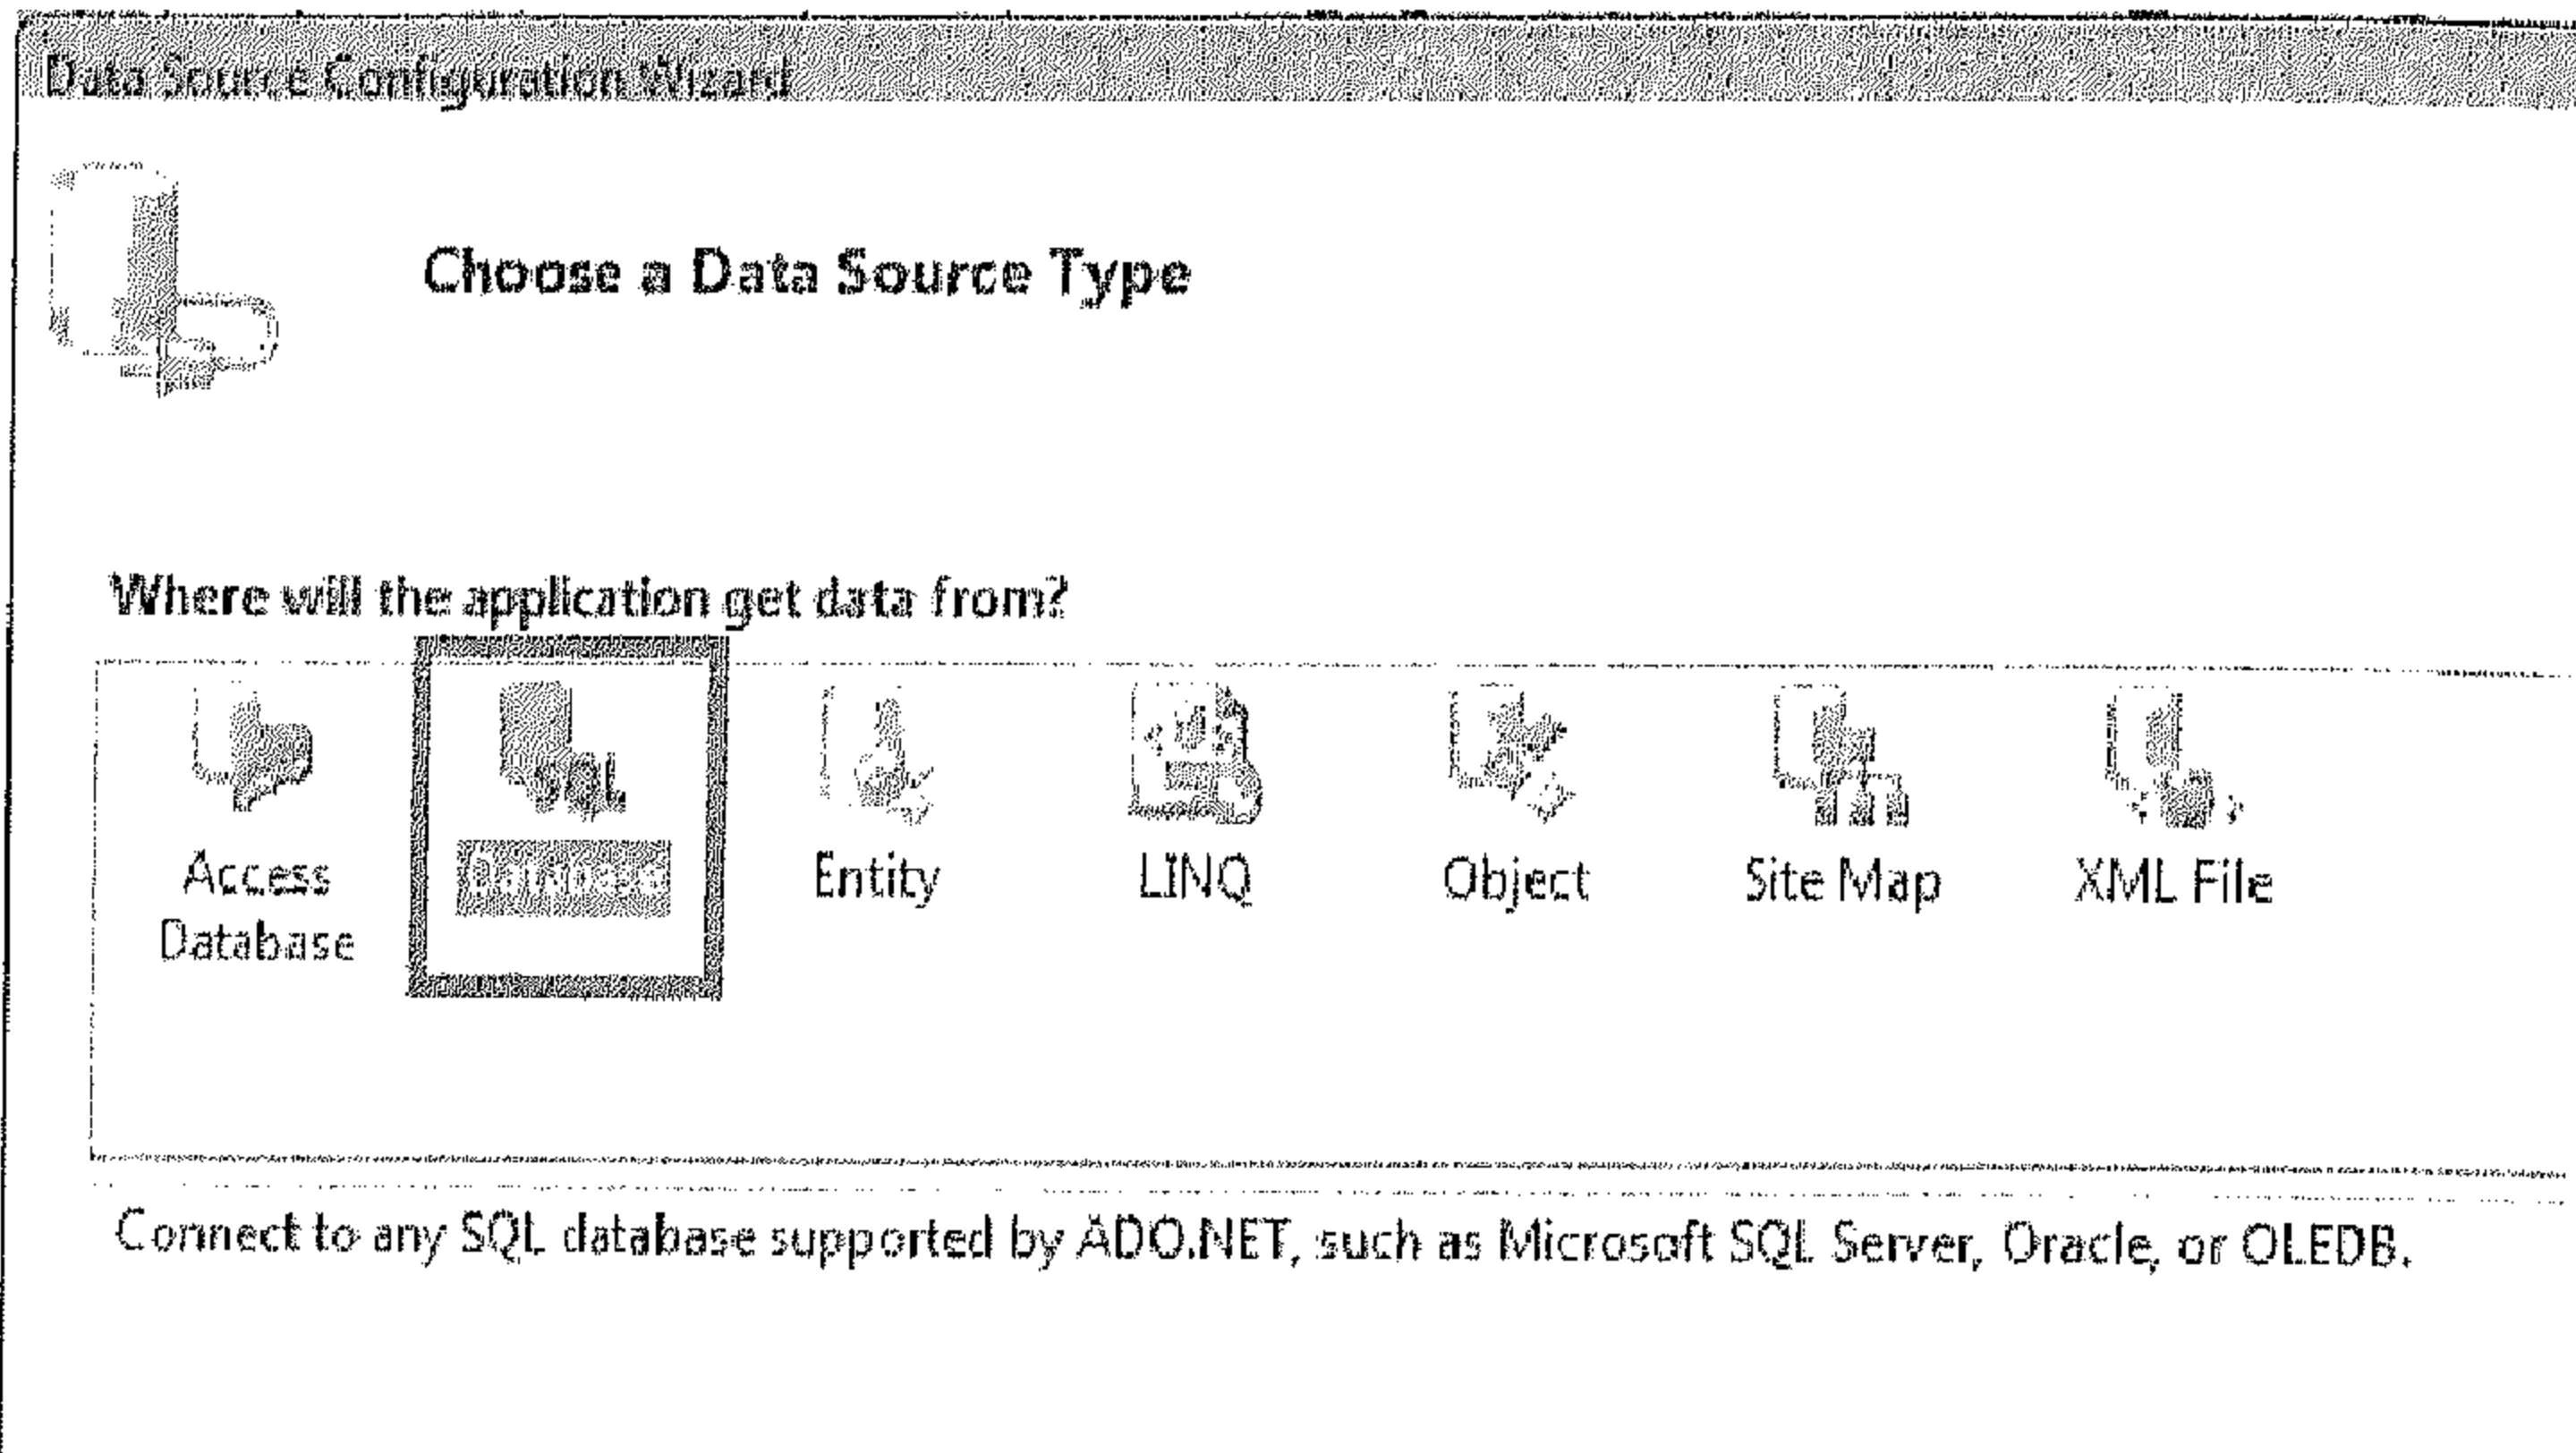 Data Source Configuration Wizard
Choose a Data Source Type
Where will the application get data from?
SQL
Access Database
Database
Entity
LINQ
Object
Site Map
XML File
Connect to any SQL database supported by ADO.NET, such as Microsoft SQL Server, Oracle, or OLEDB.